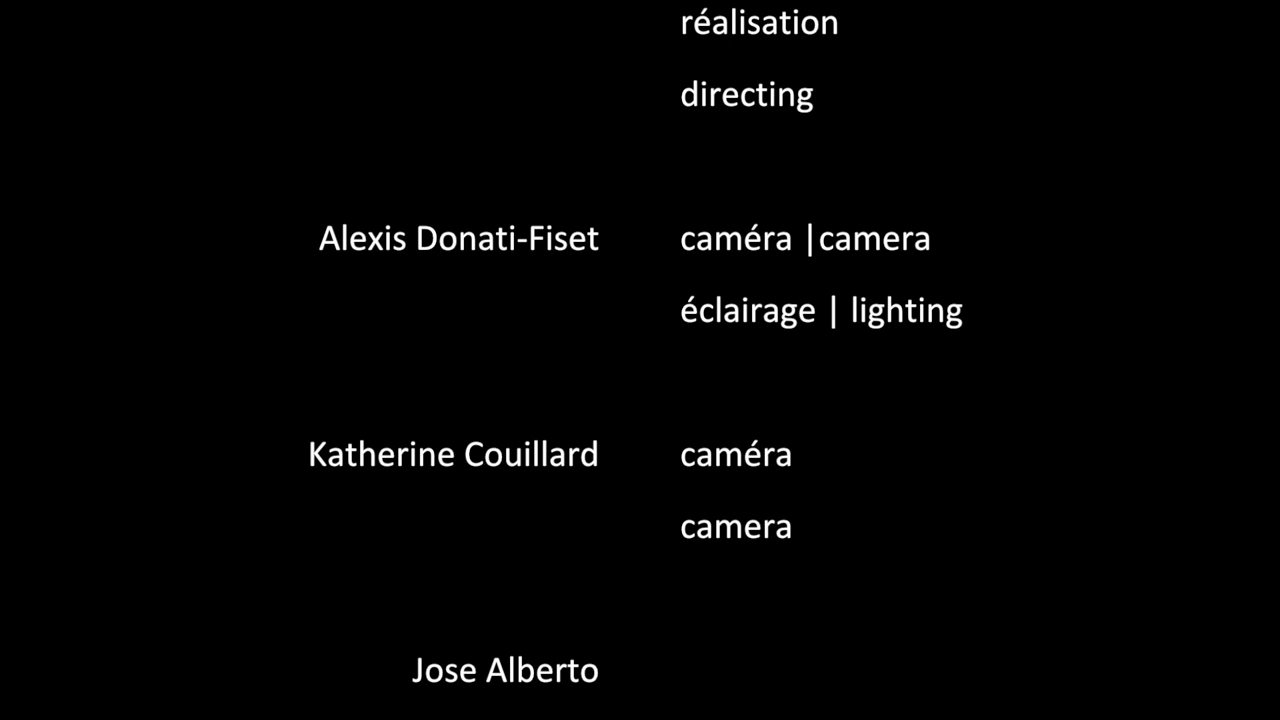 réalisation
directing
Alexis Donati-Fiset caméra |camera
éclairage | lighting
Katherine Couillard caméra
camera
Jose Alberto